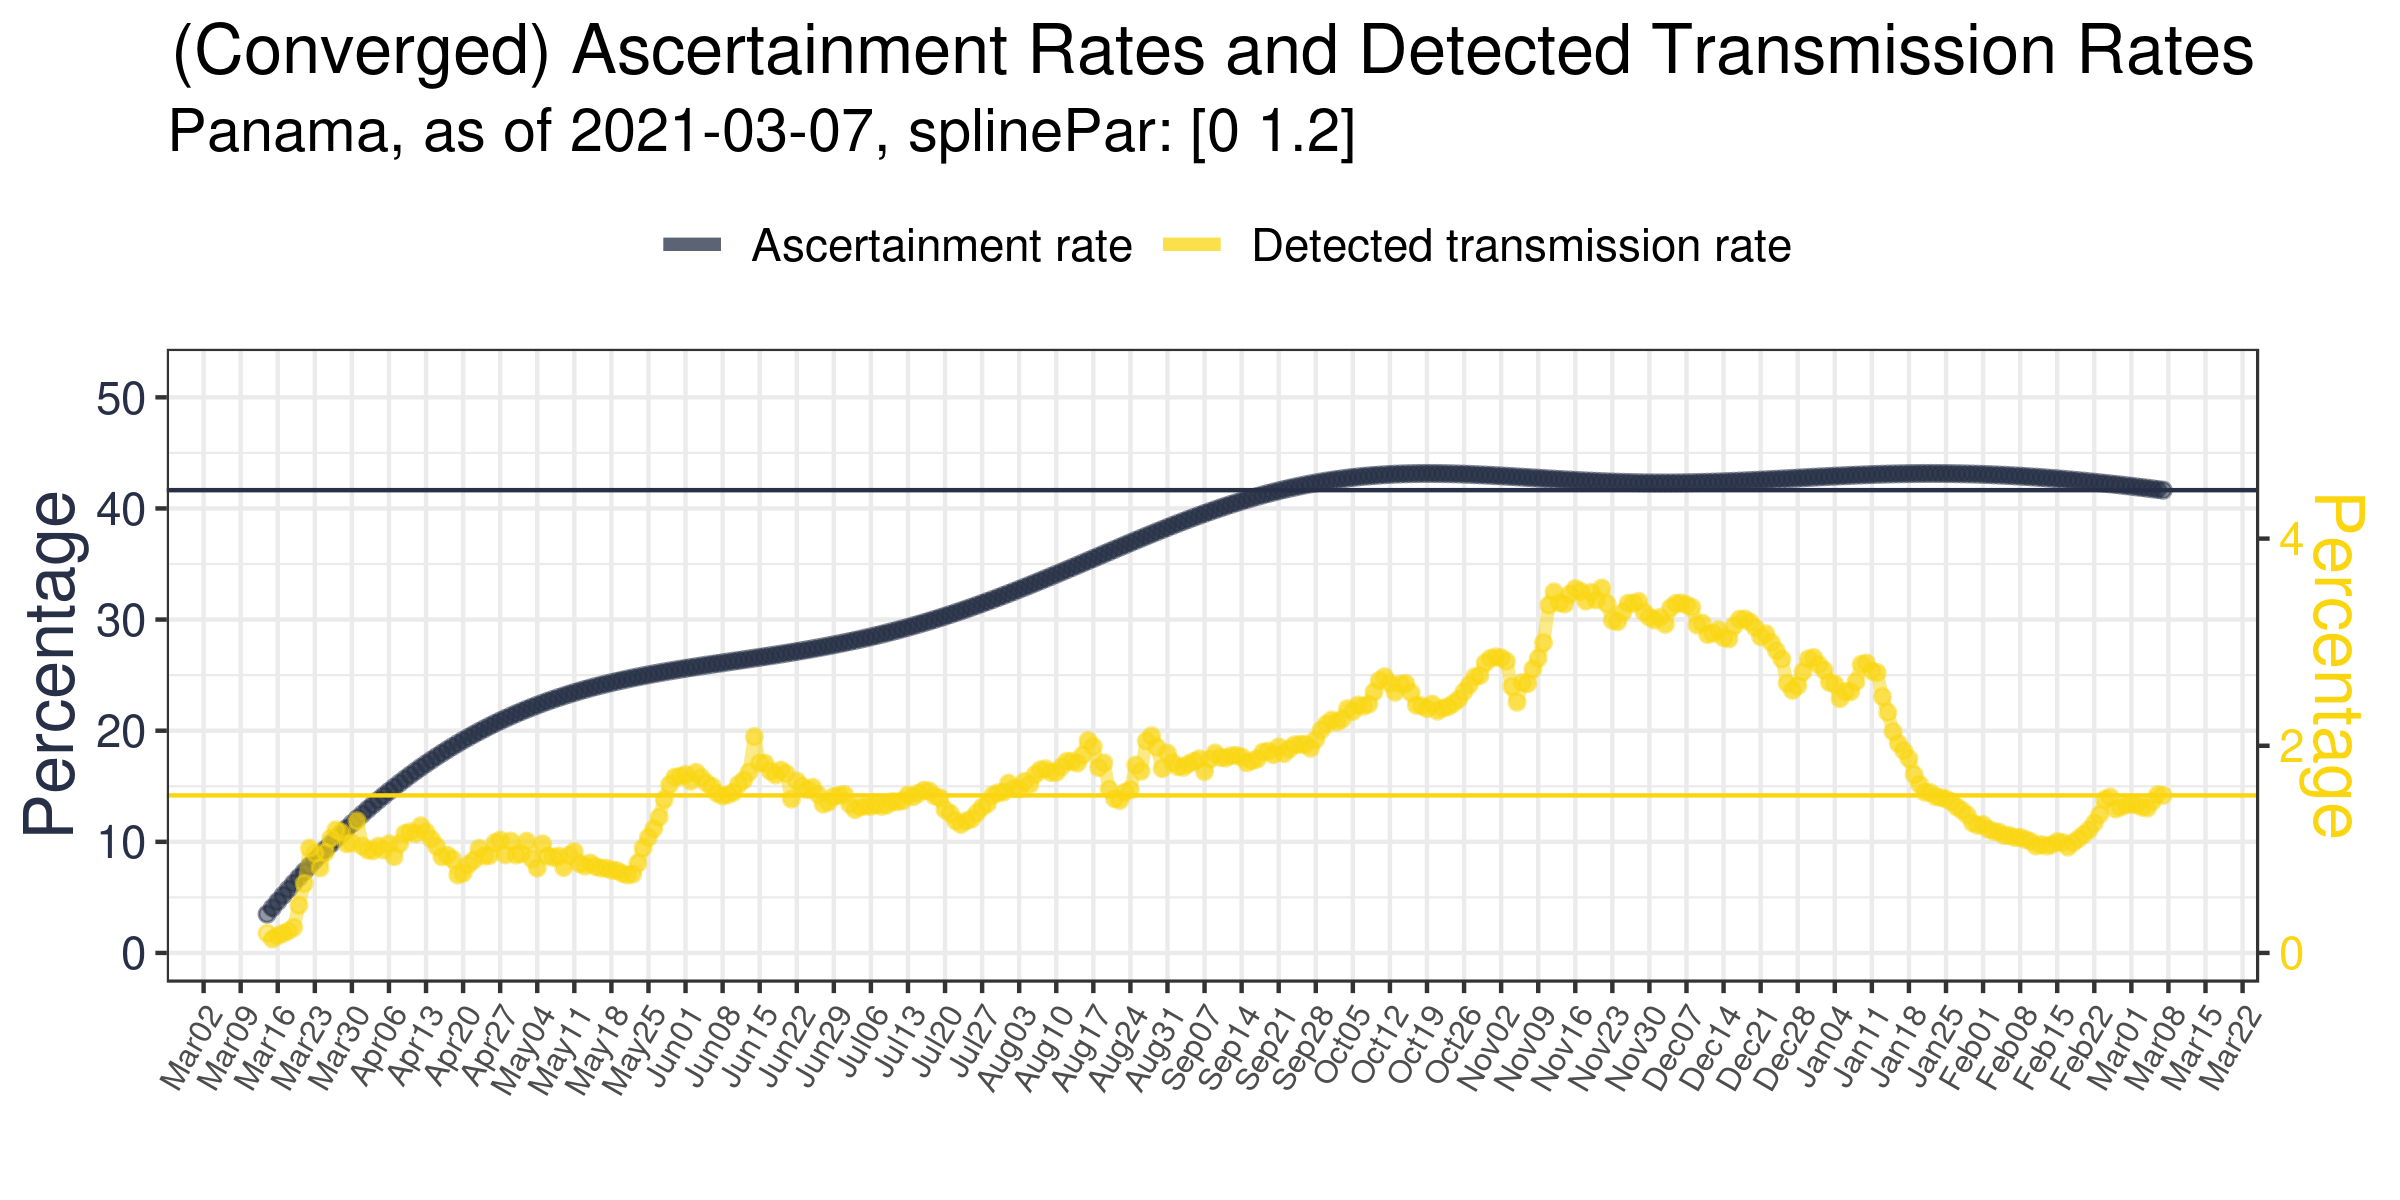 (Converged) Ascertainment Rates and Detected Transmission Rates
Panama, as of 2021-03-07, splinePar: [0 1.2]
Ascertainment rate
Detected transmission rate
Percentage
50
40
30
20
10
0
4
2
0
Percentage
Mar02
Mar09
Mar16
Mar23
Mar30
Apr06
Apr13
Apr20
Apr27
May04
May11
May18
May25
Jun01
Jun08
Jun15
Jun22
Jun29
Jul06
Jul13
Jul20
Jul27
Aug03
Aug10
Aug17
Aug24
Aug31
Sep07
Sep14
Sep21
Sep28
Oct05
Oct12
Oct19
Oct26
Nov02
Nov09
Nov16
Nov23
Nov30
Dec07
Dec14
Dec21
Dec28
Jan04
Jan11
Jan18
Jan25
Feb01
Feb08
Feb15
Feb22
Mar01
Mar08
Mar15
Mar22